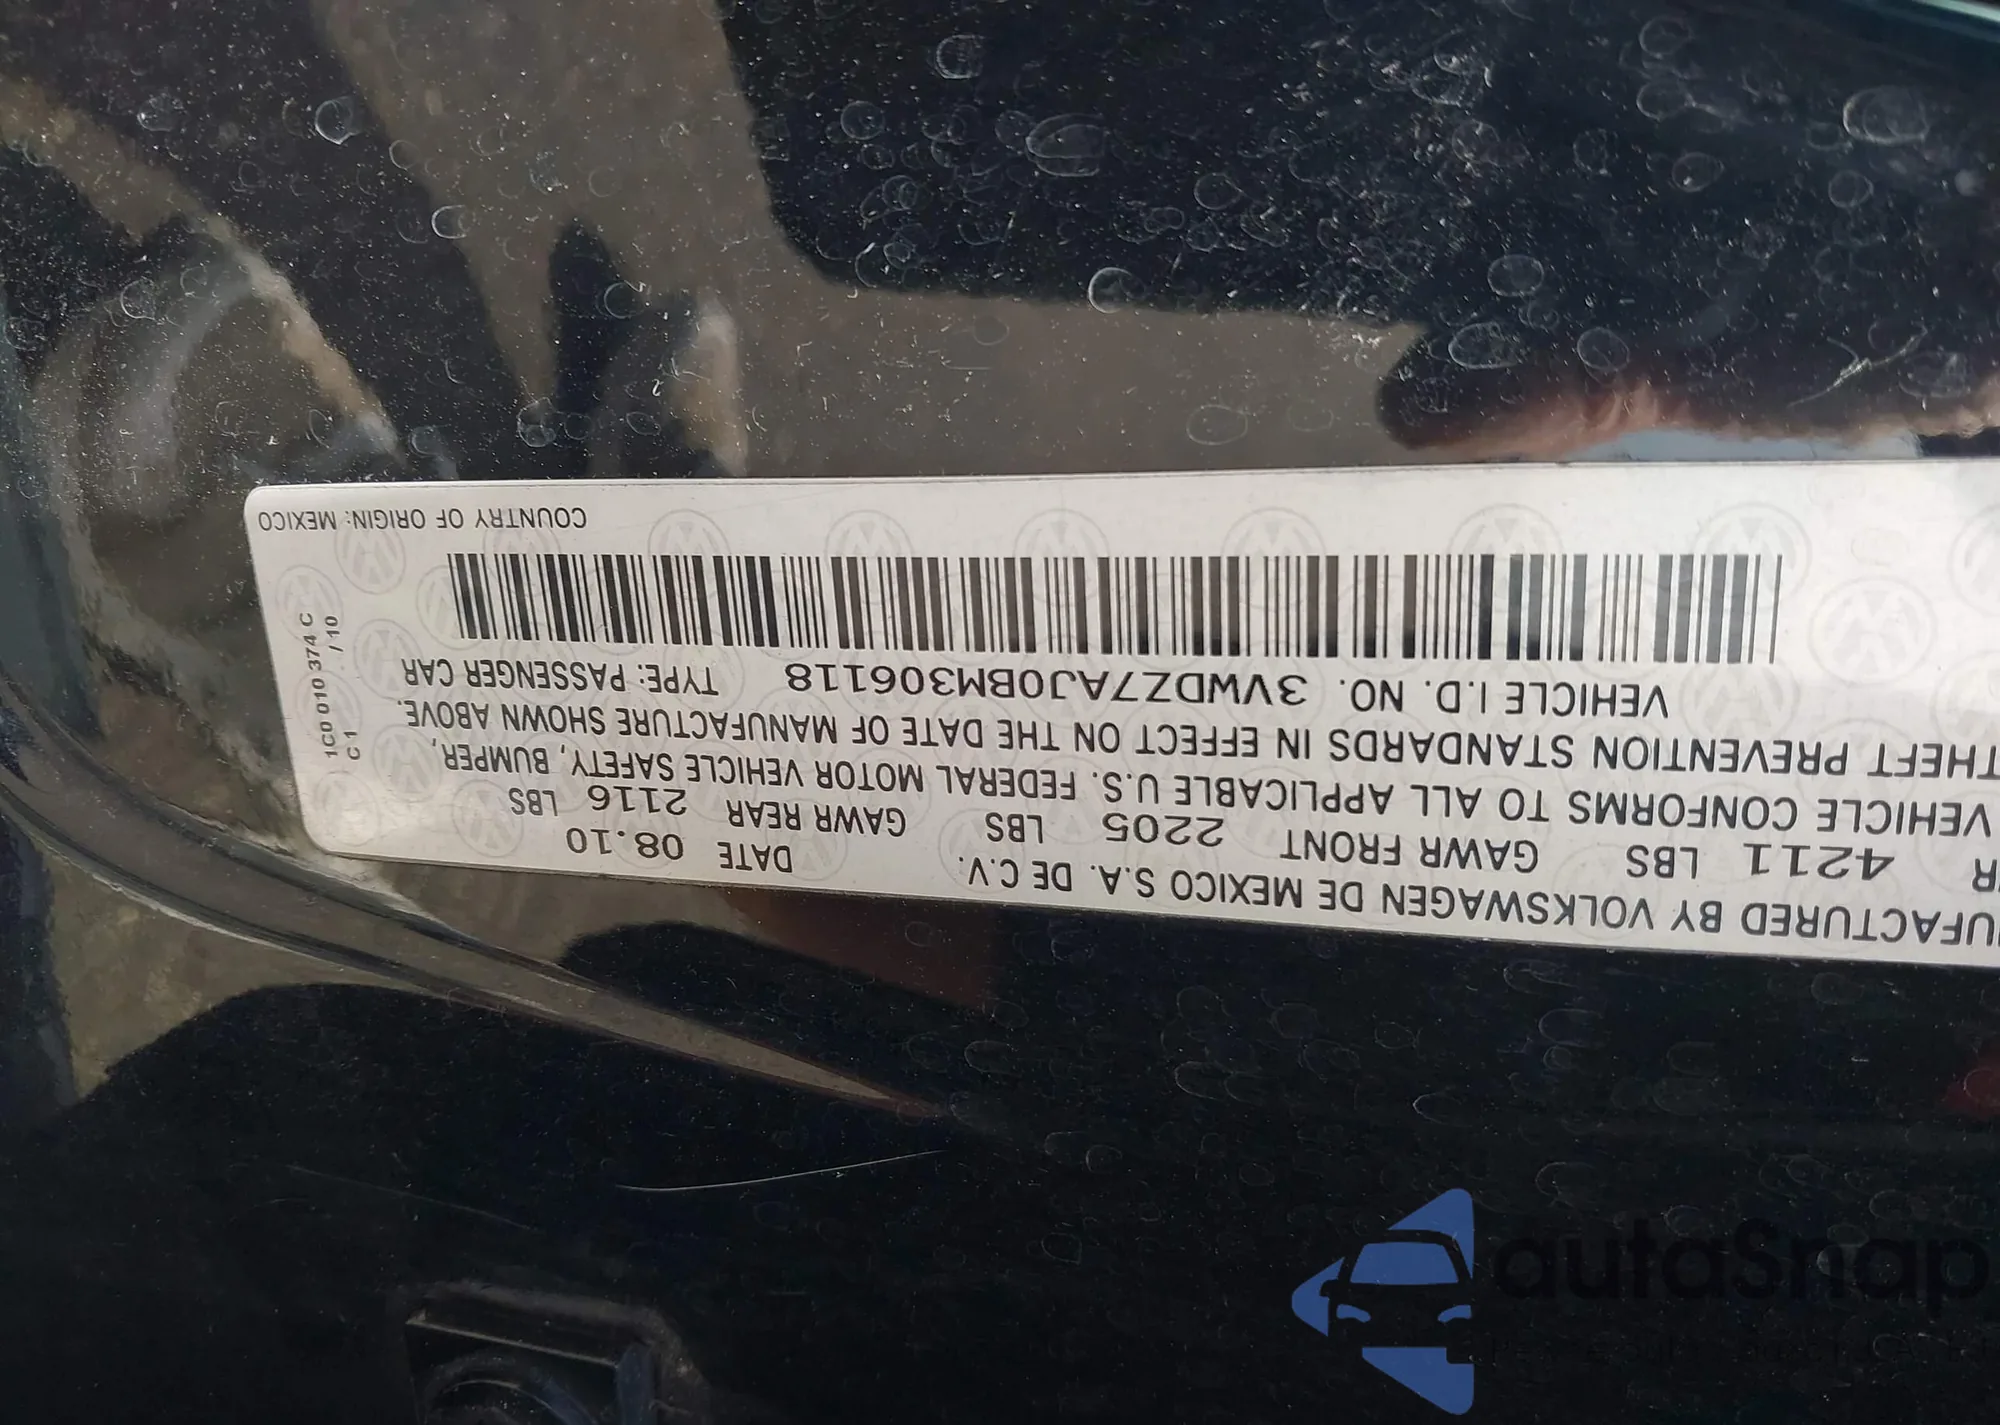 UFACTURED BY VOLKSWAGEN DE MEXICO S.A. DE C.V. DATE 08.10
R 4211 LBS GAWR FRONT 2205 LBS GAWR REAR 2116 LBS
VEHICLE CONFORMS TO ALL APPLICABLE U.S. FEDERAL MOTOR VEHICLE SAFETY, BUMPER,
THEFT PREVENTION STANDARDS IN EFFECT ON THE DATE OF MANUFACTURE SHOWN ABOVE.
VEHICLE I.D. NO. 3VWDZ7AJ0BM306118 TYPE: PASSENGER CAR
COUNTRY OF ORIGIN: MEXICO
1C0 010 374 C
C 1 . . / 10
autaSnap